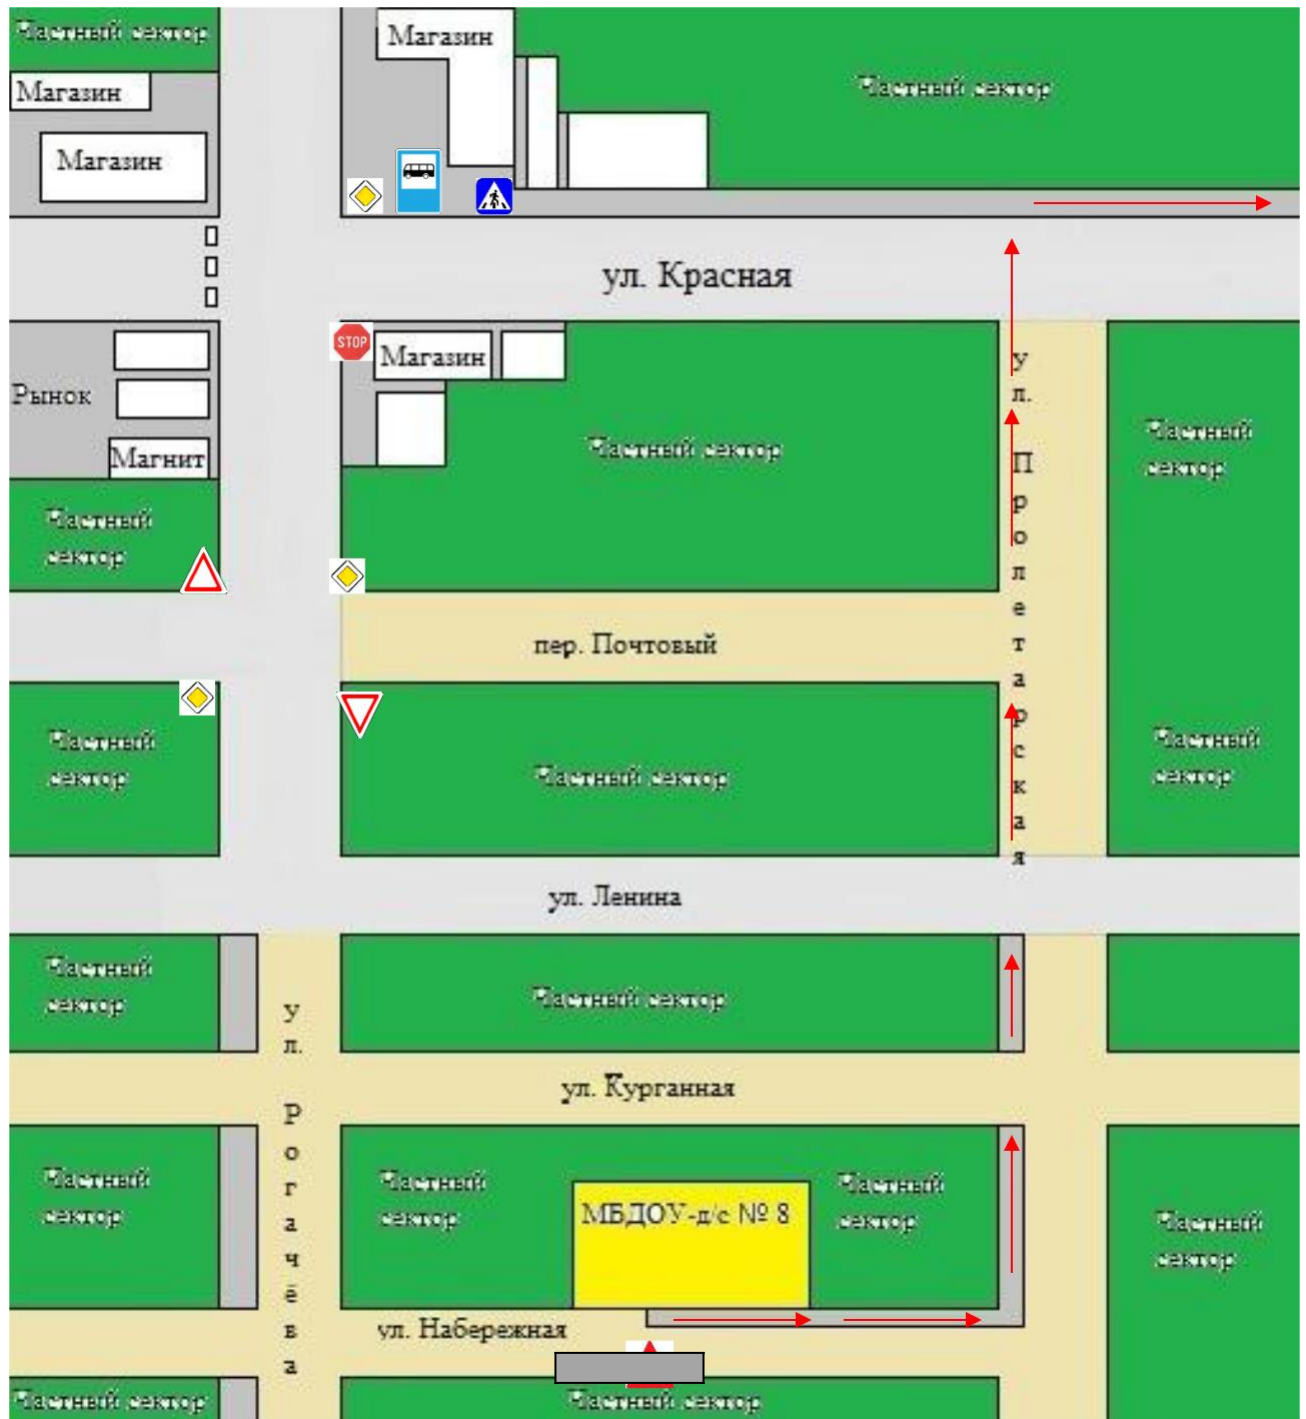 Частный сектор
Магазин
Частный сектор
Магазин
Магазин
ул. Красная
STOP
Магазин
ул. Пролетарская
Рынок
Частный сектор
Частный
сектор
Магнит
Частный
сектор
пер. Почтовый
Частный
сектор
Частный сектор
Частный
сектор
ул. Ленина
Частный
сектор
Частный сектор
ул. Рогачёва
ул. Курганная
Частный
сектор
Частный
сектор
МБДОУ-д/с № 8
Частный
сектор
Частный
сектор
ул. Набережная
Частный сектор
Частный сектор